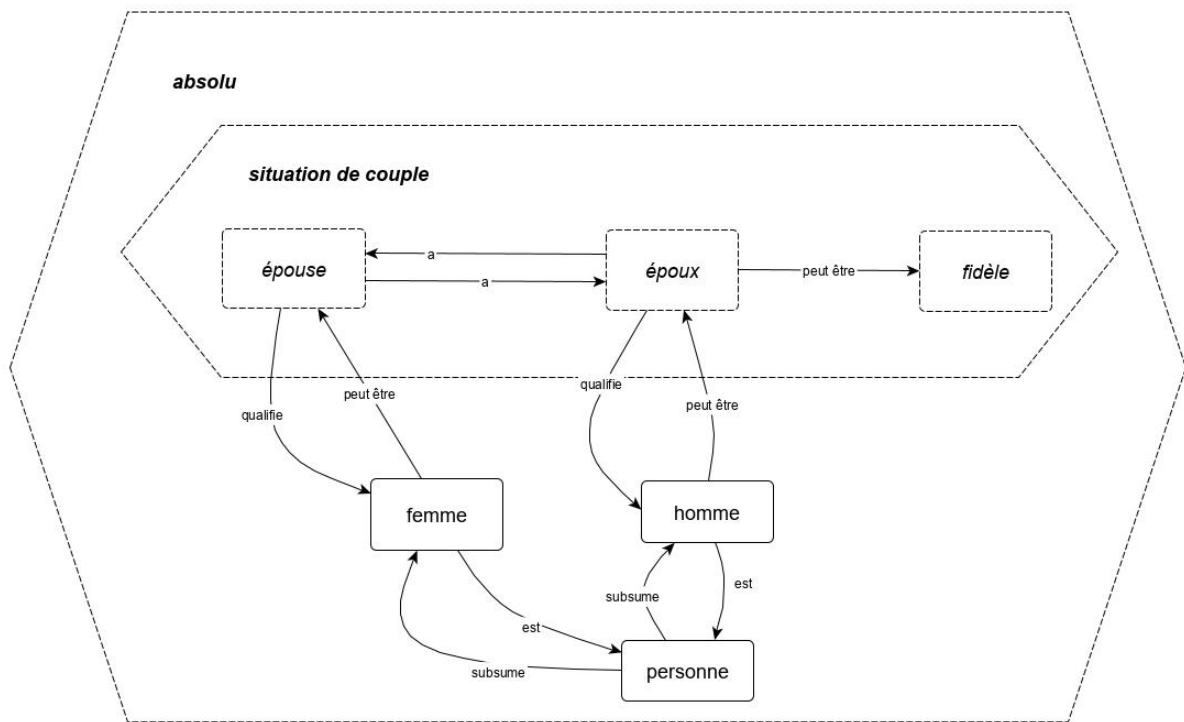 absolu
situation de couple
épouse
a
a
époux
peut être
fidèle
qualifie
peut être
qualifie
peut être
femme
homme
est
subsume
est
subsume
personne